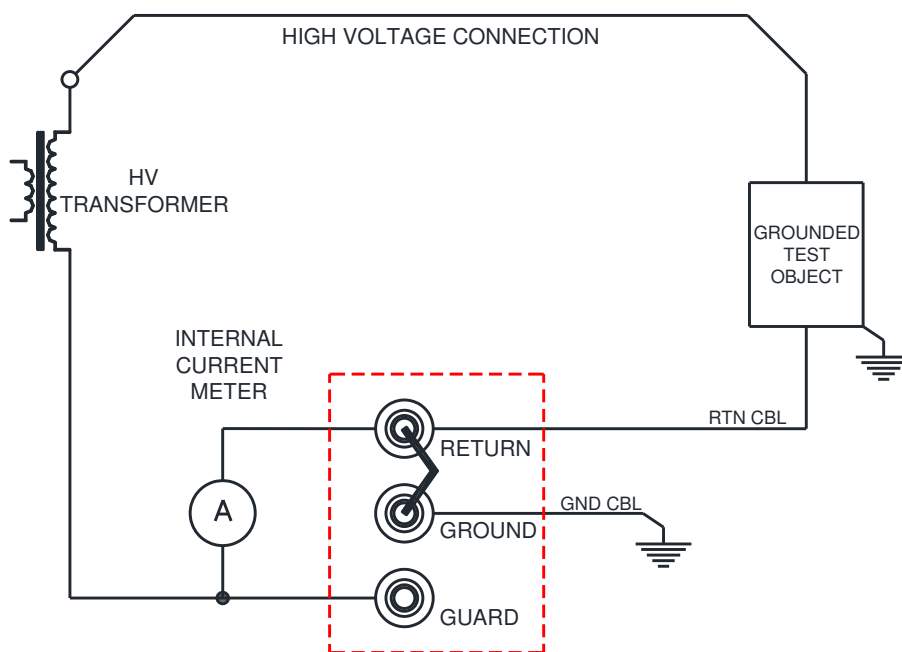 HIGH VOLTAGE CONNECTION
HV
TRANSFORMER
GROUNDED
TEST
OBJECT
INTERNAL
CURRENT
METER
RTN CBL
RETURN
A
GND CBL
GROUND
GUARD